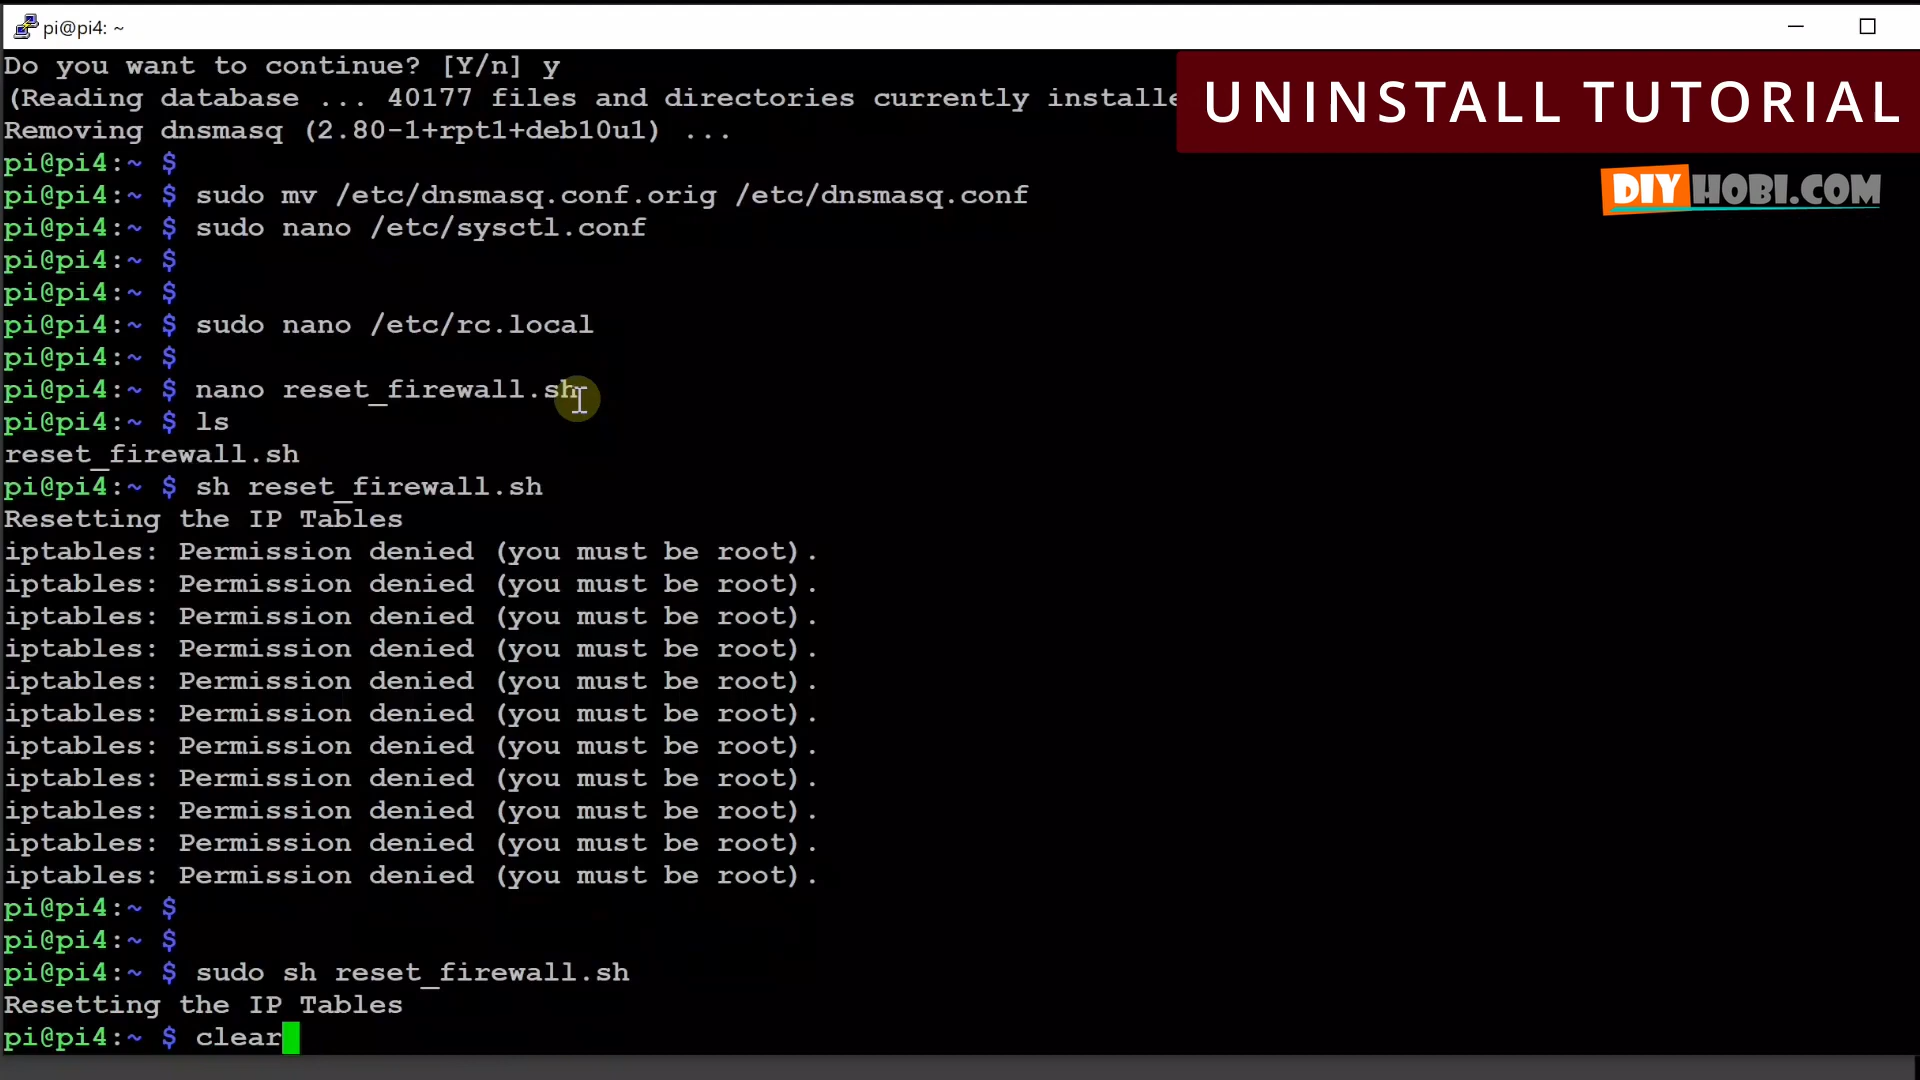 pi@pi4: ~
Do you want to continue? [Y/n] y
(Reading database ... 40177 files and directories currently installe
UNINSTALL TUTORIAL
Removing dnsmasq (2.80-1+rpt1+deb10u1) ...
pi@pi4:~ $
DIYHOBI.COM
pi@pi4:~ $ sudo mv /etc/dnsmasq.conf.orig /etc/dnsmasq.conf
pi@pi4:~ $ sudo nano /etc/sysctl.conf
pi@pi4:~ $
pi@pi4:~ $
pi@pi4:~ $ sudo nano /etc/rc.local
pi@pi4:~ $
pi@pi4:~ $ nano reset_firewall.sh
pi@pi4:~ $ ls
reset_firewall.sh
pi@pi4:~ $ sh reset_firewall.sh
Resetting the IP Tables
iptables: Permission denied (you must be root).
iptables: Permission denied (you must be root).
iptables: Permission denied (you must be root).
iptables: Permission denied (you must be root).
iptables: Permission denied (you must be root).
iptables: Permission denied (you must be root).
iptables: Permission denied (you must be root).
iptables: Permission denied (you must be root).
iptables: Permission denied (you must be root).
iptables: Permission denied (you must be root).
iptables: Permission denied (you must be root).
pi@pi4:~ $
pi@pi4:~ $
pi@pi4:~ $ sudo sh reset_firewall.sh
Resetting the IP Tables
pi@pi4:~ $ clear